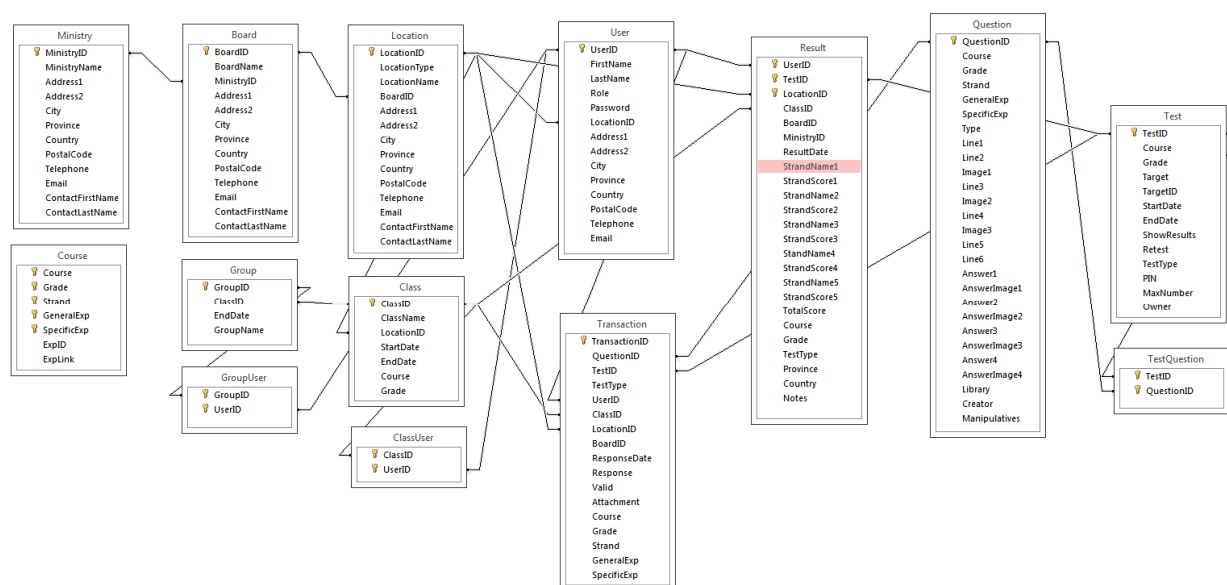 Ministry
MinistryID
MinistryName
Address1
Address2
City
Province
Country
PostalCode
Telephone
Email
ContactFirstName
ContactLastName
Board
BoardID
BoardName
MinistryID
Address1
Address2
City
Province
Country
PostalCode
Telephone
Email
ContactFirstName
ContactLastName
Location
LocationID
LocationType
LocationName
BoardID
Address1
Address2
City
Province
Country
PostalCode
Telephone
Email
ContactFirstName
ContactLastName
User
UserID
FirstName
LastName
Role
Password
LocationID
Address1
Address2
City
Province
Country
PostalCode
Telephone
Email
Result
UserID
TestID
LocationID
ClassID
BoardID
MinistryID
ResultDate
StrandName1
StrandScore1
StrandName2
StrandScore2
StrandName3
StrandScore3
StandName4
StrandScore4
StrandName5
StrandScore5
TotalScore
Course
Grade
TestType
Province
Country
Notes
Question
QuestionID
Course
Grade
Strand
GeneralExp
SpecificExp
Type
Line1
Line2
Image1
Line3
Image2
Line4
Image3
Line5
Line6
Answer1
AnswerImage1
Answer2
AnswerImage2
Answer3
AnswerImage3
Answer4
AnswerImage4
Library
Creator
Manipulatives
Test
TestID
Course
Grade
Target
TargetID
StartDate
EndDate
ShowResults
Retest
TestType
PIN
MaxNumber
Owner
Course
Course
Grade
Strand
GeneralExp
SpecificExp
ExpID
ExpLink
Group
GroupID
ClassID
EndDate
GroupName
Class
ClassID
ClassName
LocationID
StartDate
EndDate
Course
Grade
Transaction
TransactionID
QuestionID
TestID
TestType
UserID
ClassID
LocationID
BoardID
ResponseDate
Response
Valid
Attachment
Course
Grade
Strand
GeneralExp
SpecificExp
TestQuestion
TestID
QuestionID
GroupUser
GroupID
UserID
ClassUser
ClassID
UserID